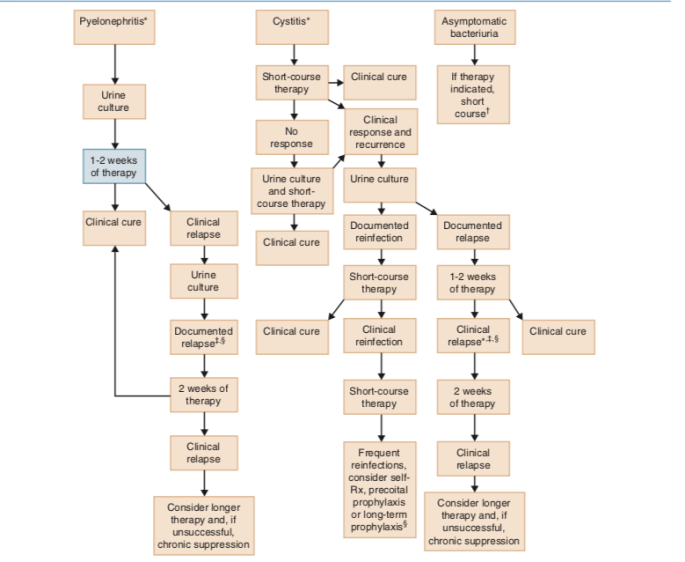 Pyelonephritis*
Urine
culture
1-2 weeks
of therapy
Clinical cure
Clinical
relapse
Urine
culture
Documented
relapse‡,§
2 weeks of
therapy
Clinical
relapse
Consider longer
therapy and, if
unsuccessful,
chronic suppression
Cystitis*
Short-course
therapy
Clinical cure
No
response
Clinical
response and
recurrence
Urine culture
and short-
course therapy
Clinical cure
Urine culture
Documented
reinfection
Short-course
therapy
Clinical cure
Clinical
reinfection
Short-course
therapy
Frequent
reinfections,
consider self-
Rx, precoital
prophylaxis
or long-term
prophylaxis§
Documented
relapse
1-2 weeks
of therapy
Clinical
relapse*,‡,§
Clinical cure
2 weeks
of therapy
Clinical
relapse
Consider longer
therapy and, if
unsuccessful,
chronic suppression
Asymptomatic
bacteriuria
If therapy
indicated,
short
course†